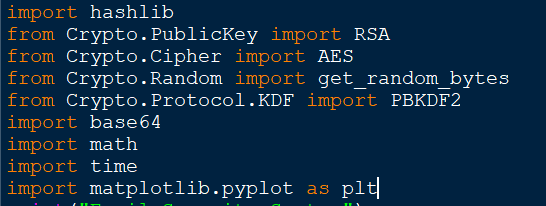 import hashlib
from Crypto.PublicKey import RSA
from Crypto.Cipher import AES
from Crypto.Random import get_random_bytes
from Crypto.Protocol.KDF import PBKDF2
import base64
import math
import time
import matplotlib.pyplot as plt